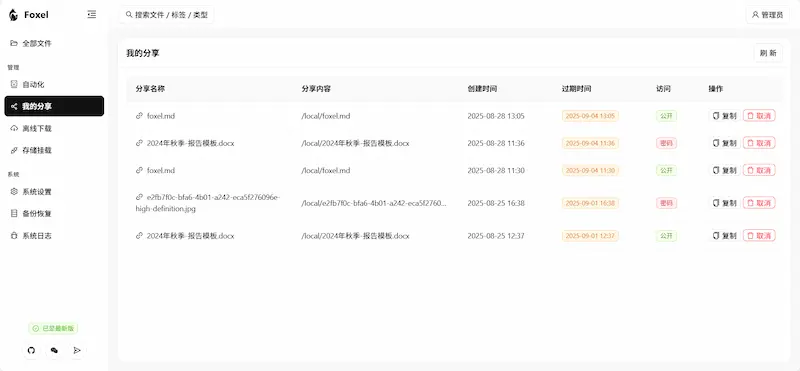 Foxel
搜索文件 / 标签 / 类型
管理员
全部文件
管理
自动化
我的分享
离线下载
存储挂载
系统
系统设置
备份恢复
系统日志
已是最新版
我的分享
刷 新
分享名称 分享内容 创建时间 过期时间 访问 操作
foxel.md /local/foxel.md 2025-08-28 13:05 2025-09-04 13:05 公开 复制 取消
2024年秋季-报告模板.docx /local/2024年秋季-报告模板.docx 2025-08-28 11:36 2025-09-04 11:36 密码 复制 取消
foxel.md /local/foxel.md 2025-08-28 11:30 2025-09-04 11:30 公开 复制 取消
e2fb7f0c-bfa6-4b01-a242-eca5f276096e-
high-definition.jpg /local/e2fb7f0c-bfa6-4b01-a242-eca5f2760... 2025-08-25 16:38 2025-09-01 16:38 密码 复制 取消
2024年秋季-报告模板.docx /local/2024年秋季-报告模板.docx 2025-08-25 12:37 2025-09-01 12:37 公开 复制 取消